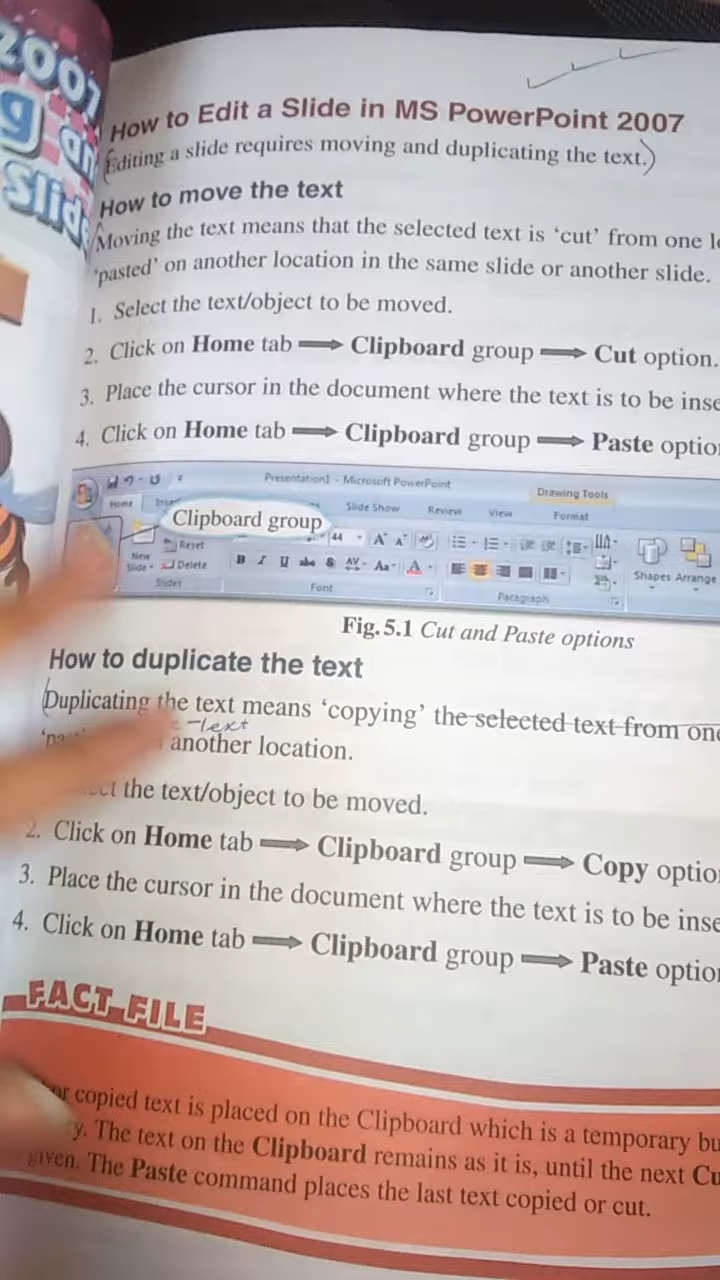 2007
g an
Slide
How to Edit a Slide in MS PowerPoint 2007
(Editing a slide requires moving and duplicating the text.)
How to move the text
(Moving the text means that the selected text is ‘cut’ from one
‘pasted’ on another location in the same slide or another slide.
1. Select the text/object to be moved.
2. Click on Home tab ⟹ Clipboard group ⟹ Cut option.
3. Place the cursor in the document where the text is to be inse
4. Click on Home tab ⟹ Clipboard group ⟹ Paste optio
Presentation1 - Microsoft PowerPoint
Drawing Tools
Home Inser Slide Show Review View Format
Clipboard group
44
New Slide
Reset
Delete
Shapes Arrange
Slides Font Paragraph
Fig. 5.1 Cut and Paste options
How to duplicate the text
(Duplicating the text means ‘copying’ the selected text from one
text
another location.
the text/object to be moved.
2. Click on Home tab ⟹ Clipboard group ⟹ Copy optio
3. Place the cursor in the document where the text is to be inse
4. Click on Home tab ⟹ Clipboard group ⟹ Paste optio
FACT FILE
or copied text is placed on the Clipboard which is a temporary bu
y. The text on the Clipboard remains as it is, until the next Cu
given. The Paste command places the last text copied or cut.